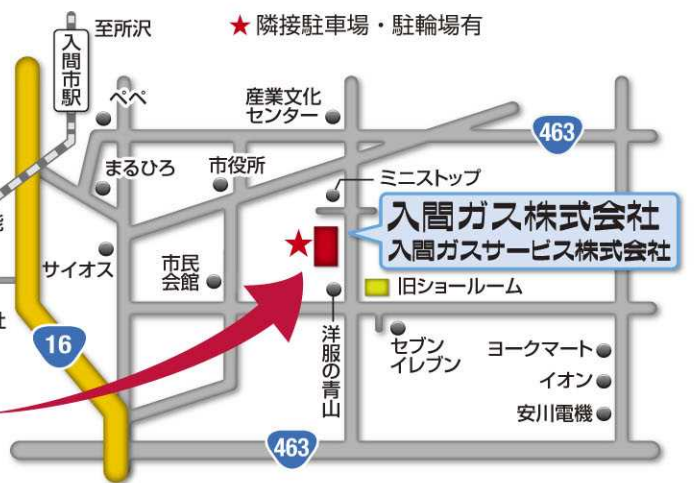 至所沢
★隣接駐車場・駐輪場有
入間市駅
ぺぺ
産業文化
センター
463
まるひろ
市役所
ミニストップ
入間ガス株式会社
入間ガスサービス株式会社
サイオス
市民
会館
旧ショールーム
16
洋服の青山
セブン
イレブン
ヨークマート
イオン
安川電機
463